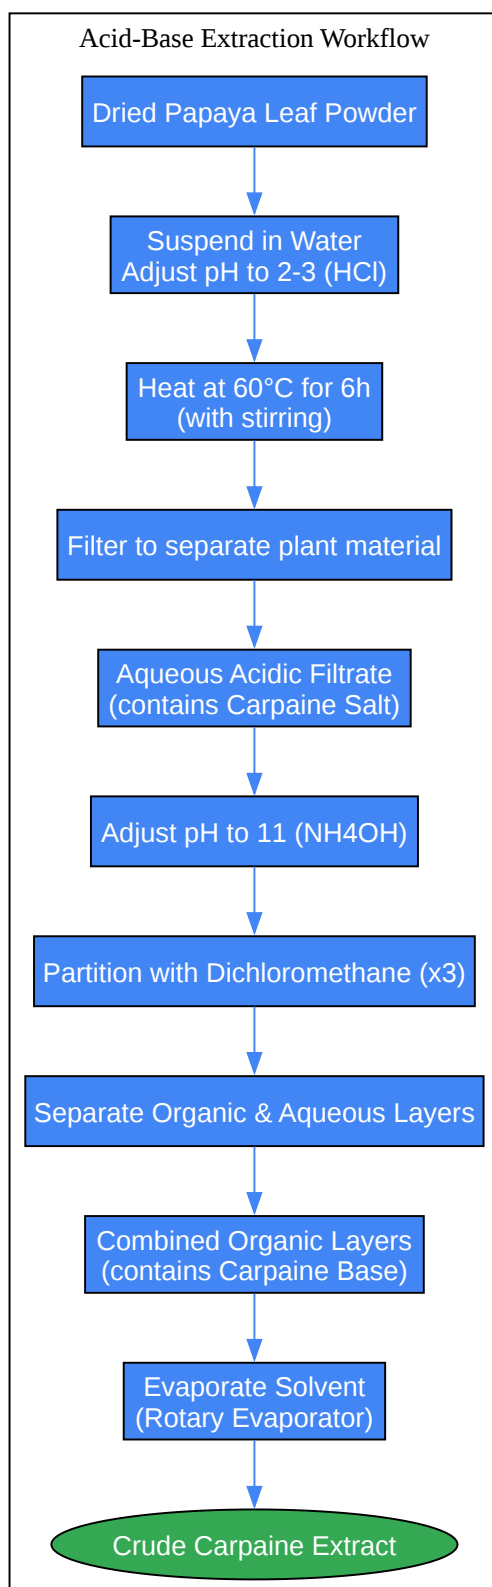 Acid-Base Extraction Workflow
Dried Papaya Leaf Powder
Suspend in Water
Adjust pH to 2-3 (HCl)
Heat at 60°C for 6h
(with stirring)
Filter to separate plant material
Aqueous Acidic Filtrate
(contains Carpaine Salt)
Adjust pH to 11 (NH4OH)
Partition with Dichloromethane (x3)
Separate Organic & Aqueous Layers
Combined Organic Layers
(contains Carpaine Base)
Evaporate Solvent
(Rotary Evaporator)
Crude Carpaine Extract